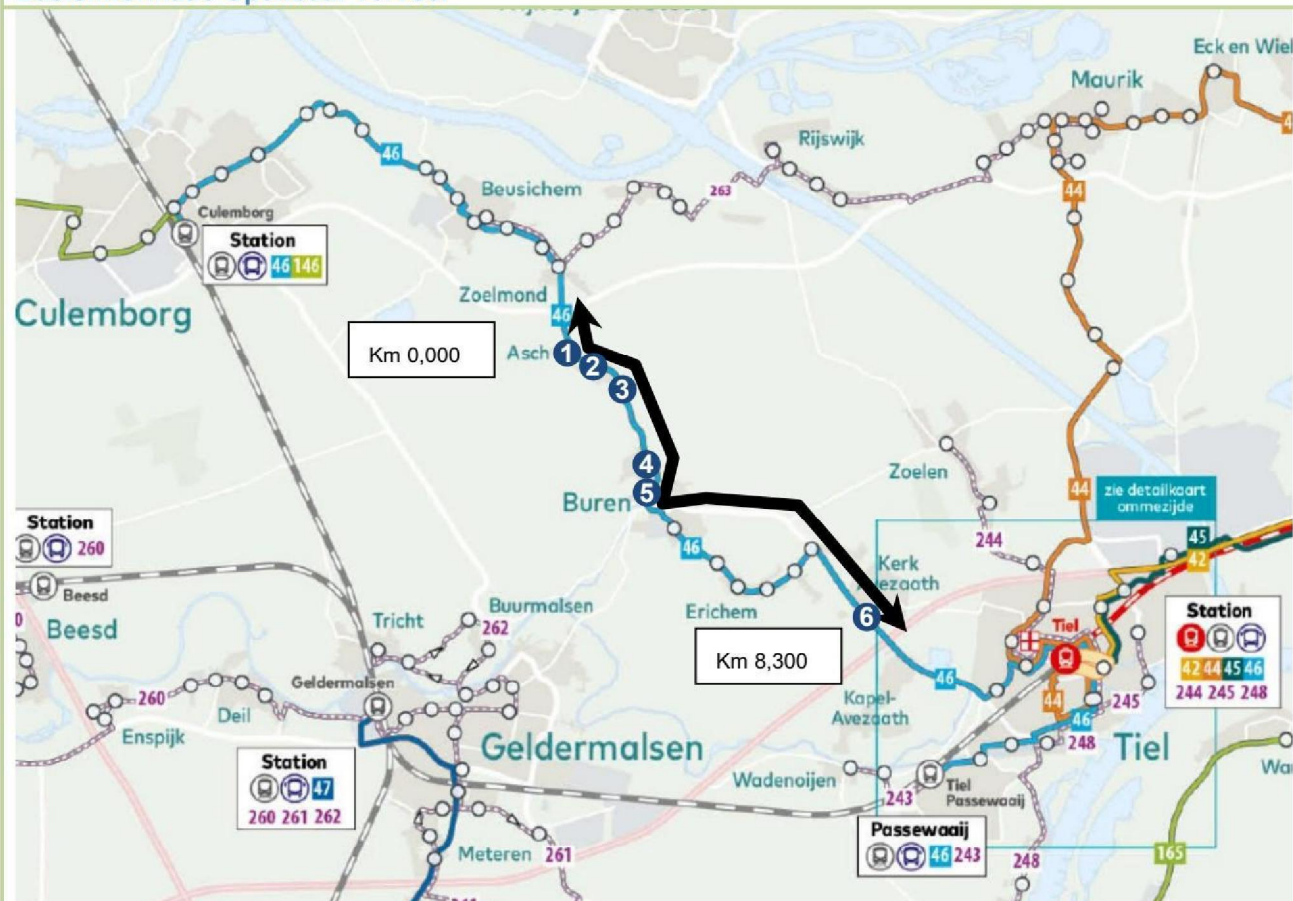 Eck en Wiel
Maurik
Rijswijk
46
Beusichem
263
44
Culemborg
Station
46 146
Zoelmond
46
Culemborg
Km 0,000
Asch
1
2
3
4
5
Buren
46
Zoelen
244
44
zie detailkaart
ommezijde
45
42
Station
260
Beesd
Beesd
Tricht
Buurmalsen
262
Erichem
Kerk
Avezaath
6
Km 8,300
Tiel
Station
42 44 45 46
244 245 248
Geldermalsen
260
Deil
Enspijk
46
Kapel-
Avezaath
44
46
245
248
Tiel
Geldermalsen
Station
47
260 261 262
Wadenoijen
243
Tiel
Passewaaij
Passewaaij
46 243
Meteren
261
248
165